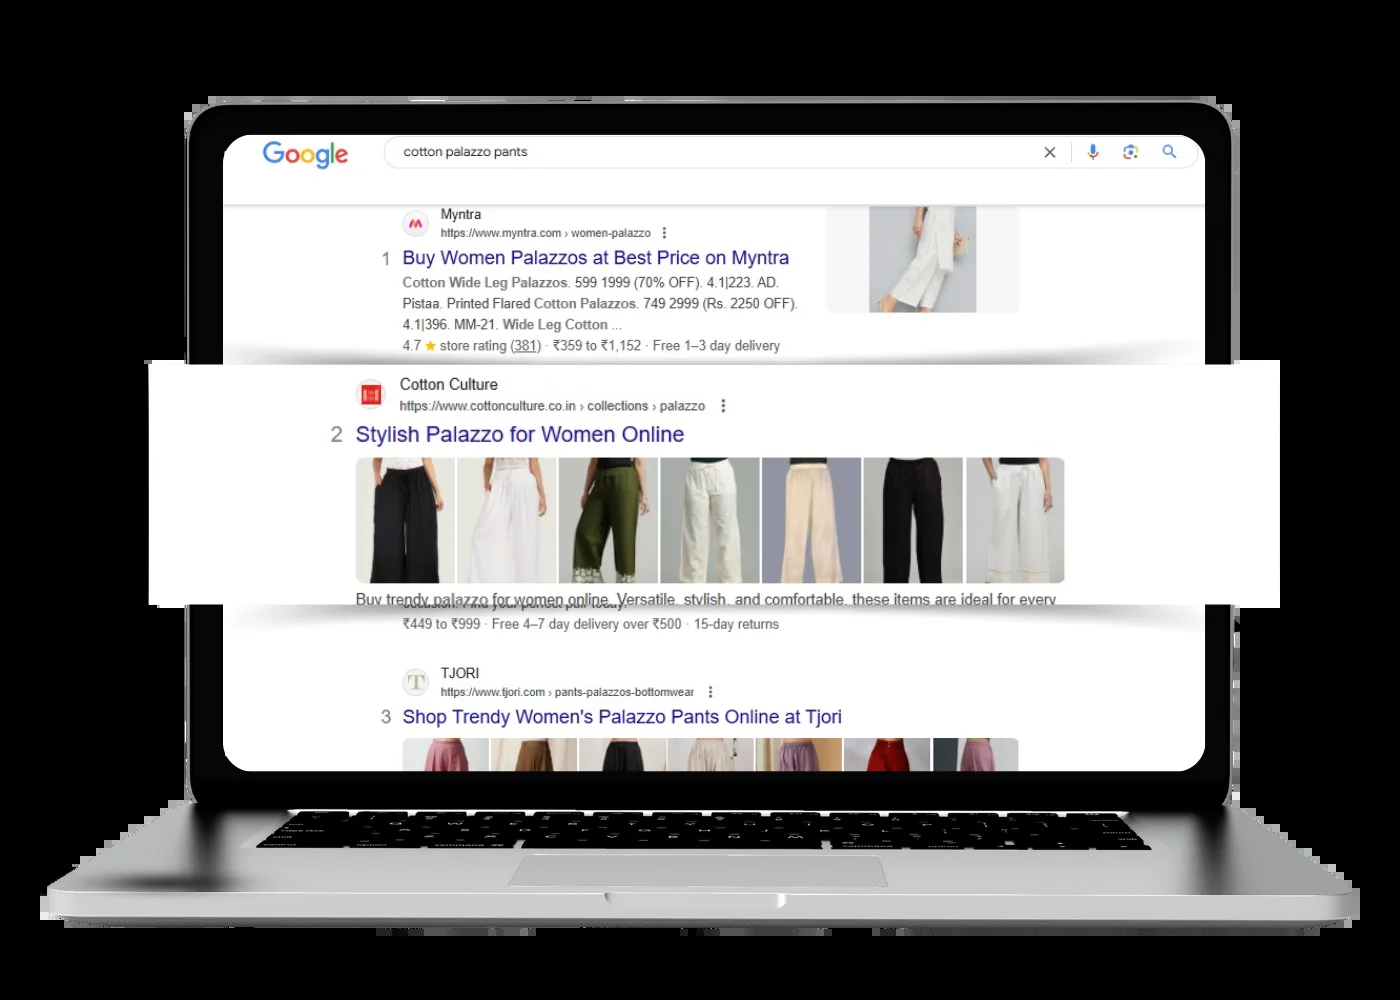 Google
cotton palazzo pants
Myntra
https://www.myntra.com › women-palazzo
1 Buy Women Palazzos at Best Price on Myntra
Cotton Wide Leg Palazzos. 599 1999 (70% OFF). 4.1|223. AD.
Pistaa. Printed Flared Cotton Palazzos. 749 2999 (Rs. 2250 OFF).
4.1|396. MM-21. Wide Leg Cotton ...
4.7 ★ store rating (381) · ₹359 to ₹1,152 · Free 1–3 day delivery
Cotton Culture
https://www.cottonculture.co.in › collections › palazzo
2 Stylish Palazzo for Women Online
Buy trendy palazzo for women online. Versatile, stylish, and comfortable, these items are ideal for every
occasion. Find your perfect pair today.
₹449 to ₹999 · Free 4–7 day delivery over ₹500 · 15-day returns
T
TJORI
https://www.tjori.com › pants-palazzos-bottomwear
3 Shop Trendy Women's Palazzo Pants Online at Tjori